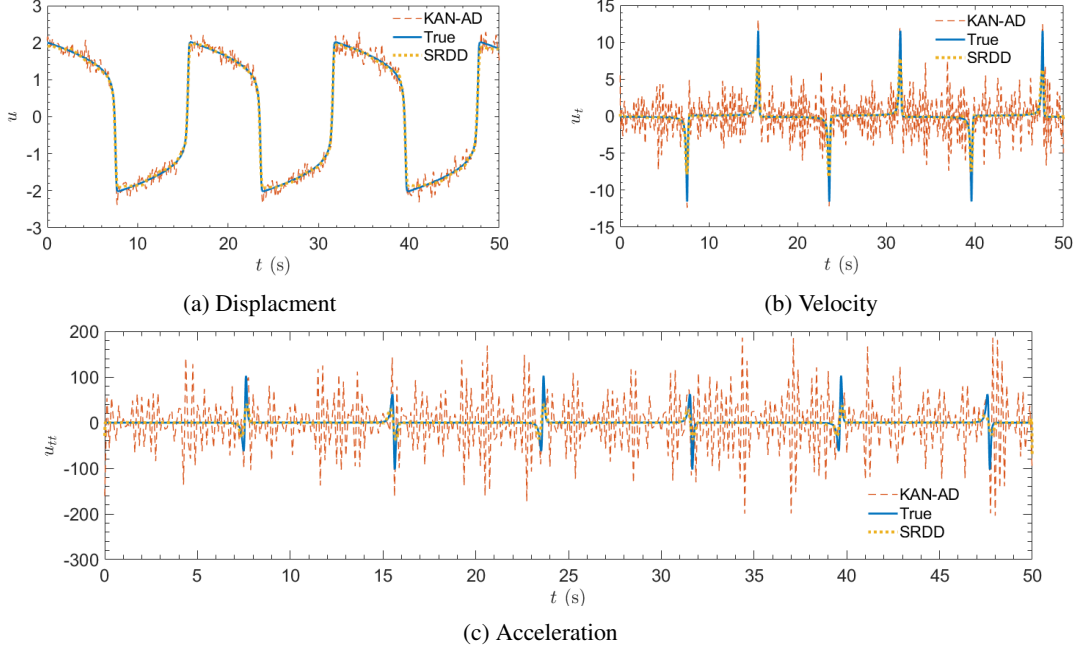 3
2
1
0
-1
-2
-3
u
0
10
20
30
40
50
t (s)
KAN-AD
True
SRDD
(a) Displacment
15
10
5
0
-5
-10
-15
u_t
0
10
20
30
40
50
t (s)
KAN-AD
True
SRDD
(b) Velocity
200
100
0
-100
-200
-300
u_tt
0
5
10
15
20
25
30
35
40
45
50
t (s)
KAN-AD
True
SRDD
(c) Acceleration